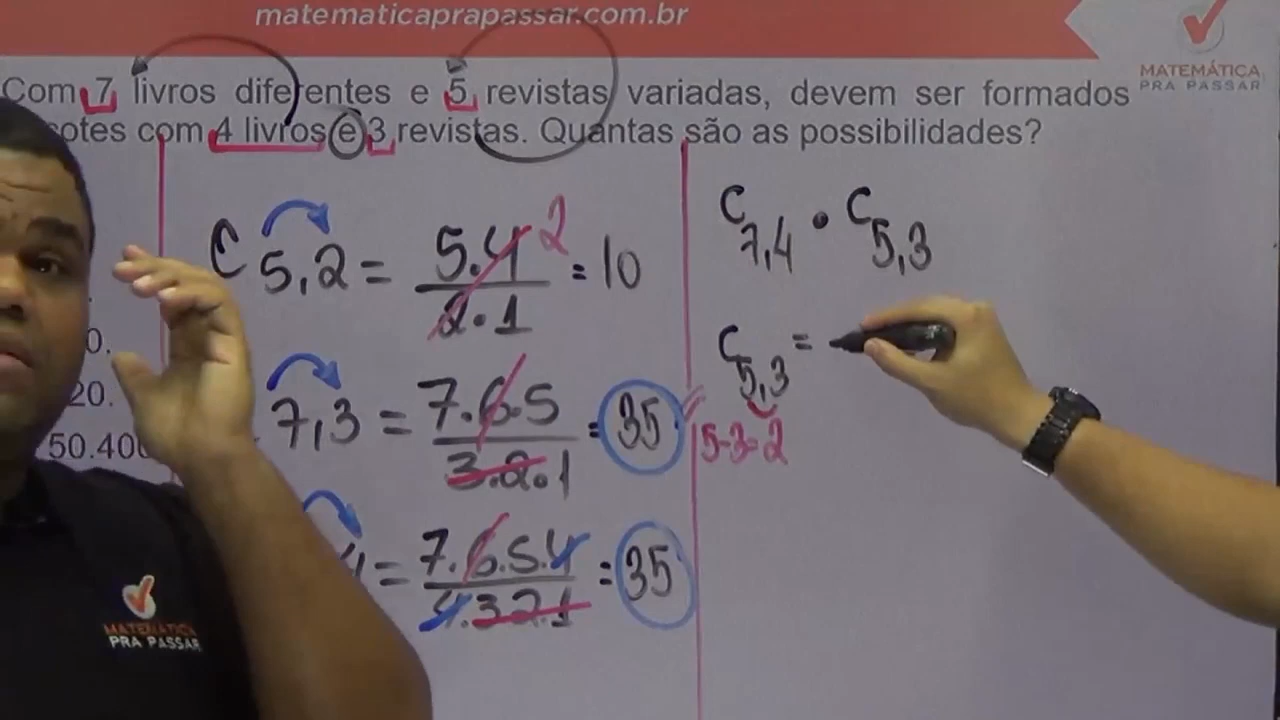 matematicaprapassar.com.br
MATEMÁTICA
PRA PASSAR
Com 7 livros diferentes e 5 revistas variadas, devem ser formados
otes com 4 livros e 3 revistas. Quantas são as possibilidades?
0.
20.
50.400
C 5,2 = 5.4 / 2.1 = 10
2
7,3 = 7.6.5 / 3.2.1 = 35
4 = 7.6.5.4 / 4.3.2.1 = 35
C 7,4 . C 5,3
C 5,3 =
5-3=2
MATEMÁTICA
PRA PASSAR